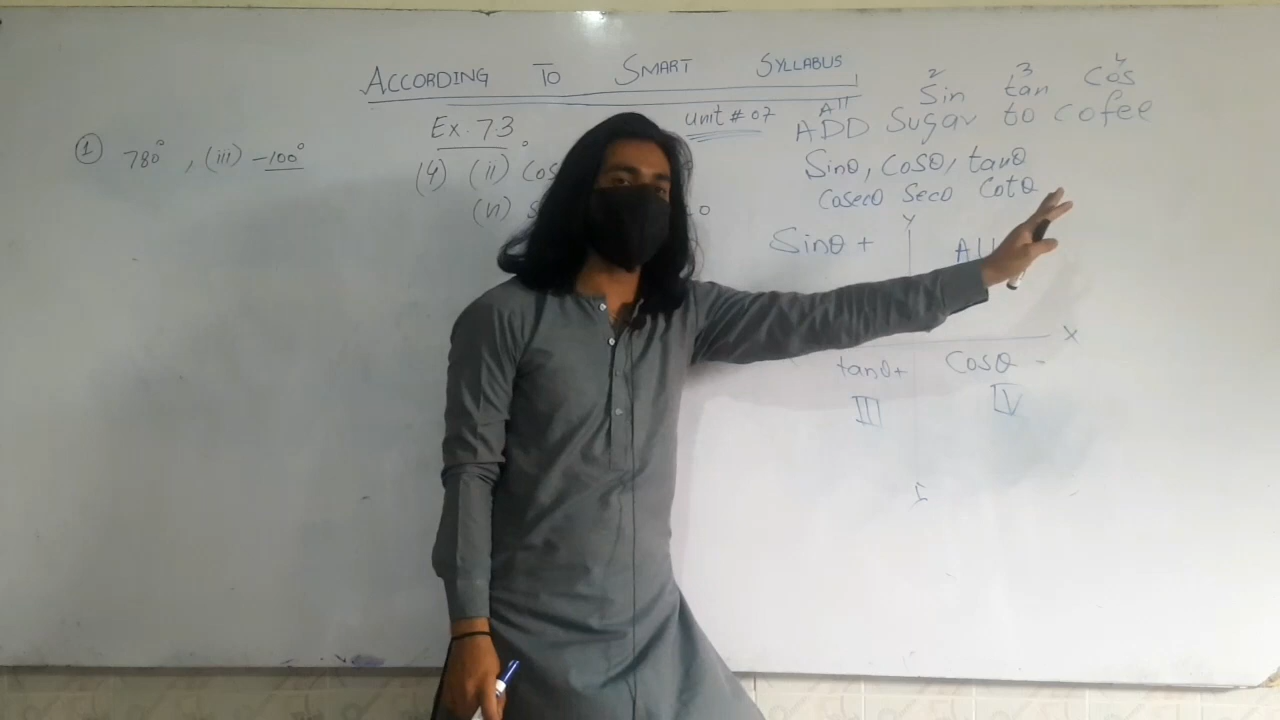 ACCORDING TO SMART SYLLABUS
2 3 4
Sin tan Cos
Ex. 7.3
Unit # 07
All
ADD Sugar to cofee
① 780°, (iii) -100°
(4) (ii) Cos
Sinθ, Cosθ, tanθ
Cosecθ Secθ Cotθ
Y
Sinθ +
X
tanθ+ Cosθ -
III IV